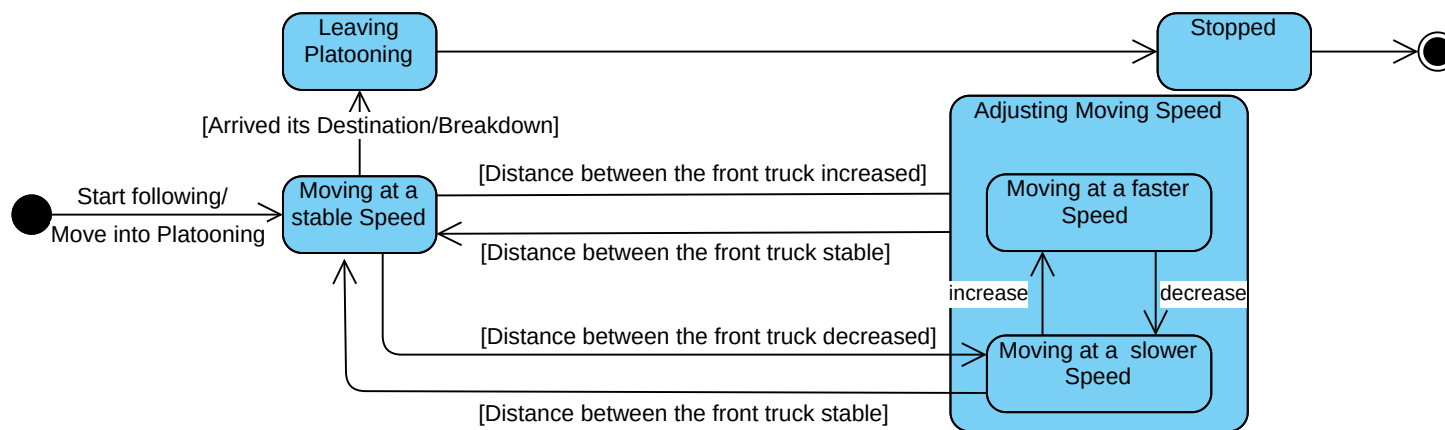 Leaving
Platooning
Stopped
Adjusting Moving Speed
[Arrived its Destination/Breakdown]
[Distance between the front truck increased]
Moving at a
stable Speed
Moving at a faster
Speed
Start following/
Move into Platooning
[Distance between the front truck stable]
increase
decrease
[Distance between the front truck decreased]
Moving at a  slower
Speed
[Distance between the front truck stable]